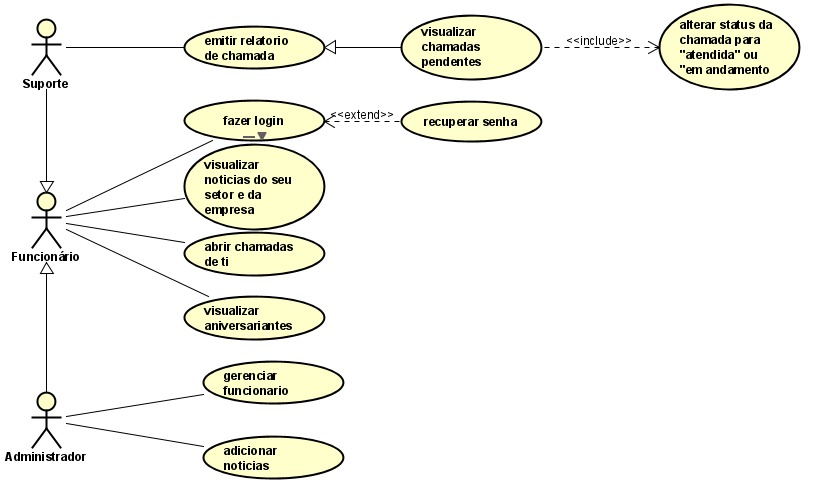 Suporte
emitir relatorio
de chamada
visualizar
chamadas
pendentes
<<include>>
alterar status da
chamada para
"atendida" ou
"em andamento
fazer login
<<extend>>
recuperar senha
visualizar
noticias do seu
setor e da
empresa
Funcionário
abrir chamadas
de ti
visualizar
aniversariantes
gerenciar
funcionario
Administrador
adicionar
noticias